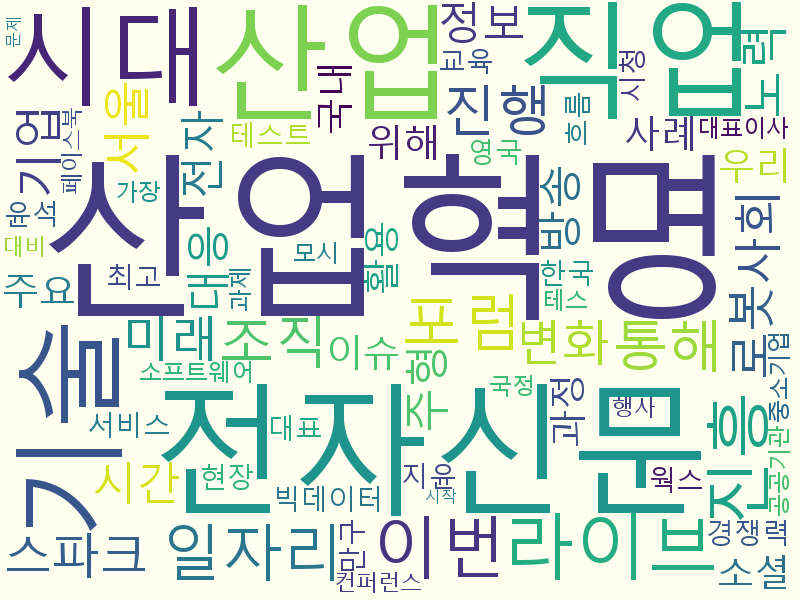 문제
시대
산업
정보
직업
노력
교육
시청
국내
기업
페이스북
서울
전자
테스트
진행
위해
영국
흐름
사례
대표이사
우리
가장
윤석
대비
산업혁명
방송
로봇
사회
주요
최고
대응
과제
모시
활용
한국
테스
기술
미래
조직
이슈
포럼
변화
통해
소프트웨어
주형
국정
과정
행사
중소기업
전자신문
진흥
서비스
대표
시간
현장
빅데이터
지윤
시작
웍스
공공기관
스파크
일자리
만구
이번
라이브
경쟁력
소셜
컨퍼런스